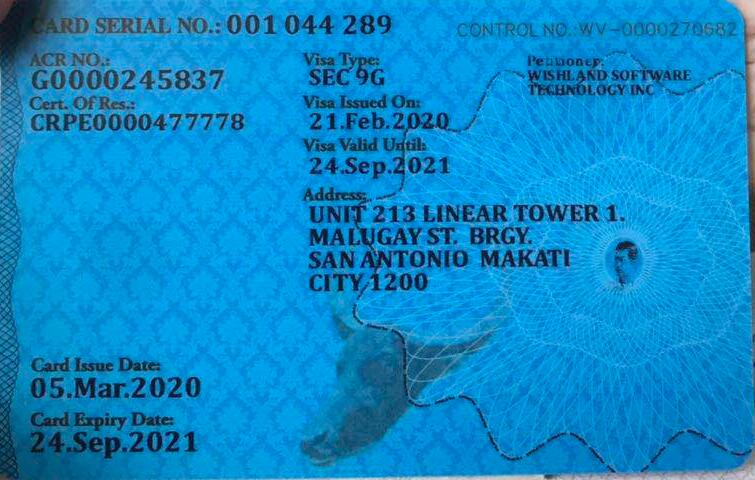 CARD SERIAL NO.: 001 044 289
CONTROL NO: WV-0000270682
ACR NO.:
G0000245837
Cert. Of Res.:
CRPE0000477778
Visa Type:
SEC 9G
Visa Issued On:
21.Feb.2020
Visa Valid Until:
24.Sep.2021
Petitioner:
WISHLAND SOFTWARE
TECHNOLOGY INC
Address:
UNIT 213 LINEAR TOWER 1.
MALUGAY ST. BRGY.
SAN ANTONIO MAKATI
CITY 1200
Card Issue Date:
05.Mar.2020
Card Expiry Date:
24.Sep.2021